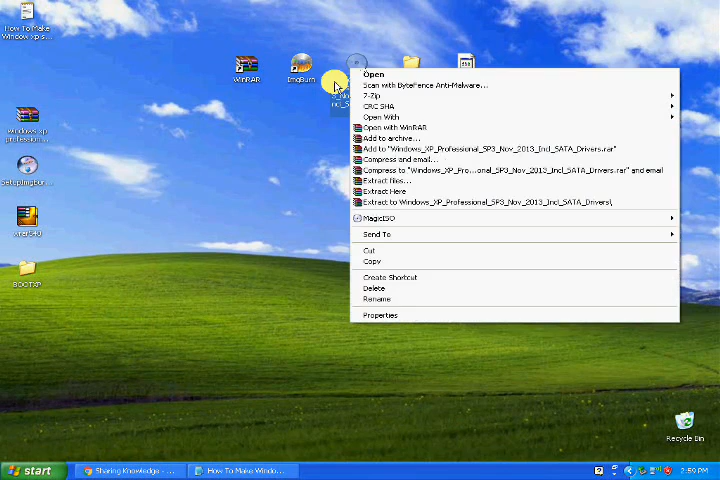 How To Make
Window xp is...
WinRAR
ImgBurn
Open
Scan with ByteFence Anti-Malware...
7-Zip
CRC SHA
Open With
Open with WinRAR
Add to archive...
Add to "Windows_XP_Professional_SP3_Nov_2013_Incl_SATA_Drivers.rar"
Compress and email...
Compress to "Windows_XP_Pro...onal_SP3_Nov_2013_Incl_SATA_Drivers.rar" and email
Extract files...
Extract Here
Extract to Windows_XP_Professional_SP3_Nov_2013_Incl_SATA_Drivers\
MagicISO
Send To
Cut
Copy
Create Shortcut
Delete
Rename
Properties
windows xp
SetupImgBur...
wrar540
BOOTXP
Recycle Bin
start
Sharing Knowledge - ...
How To Make Windo...
2:59 PM